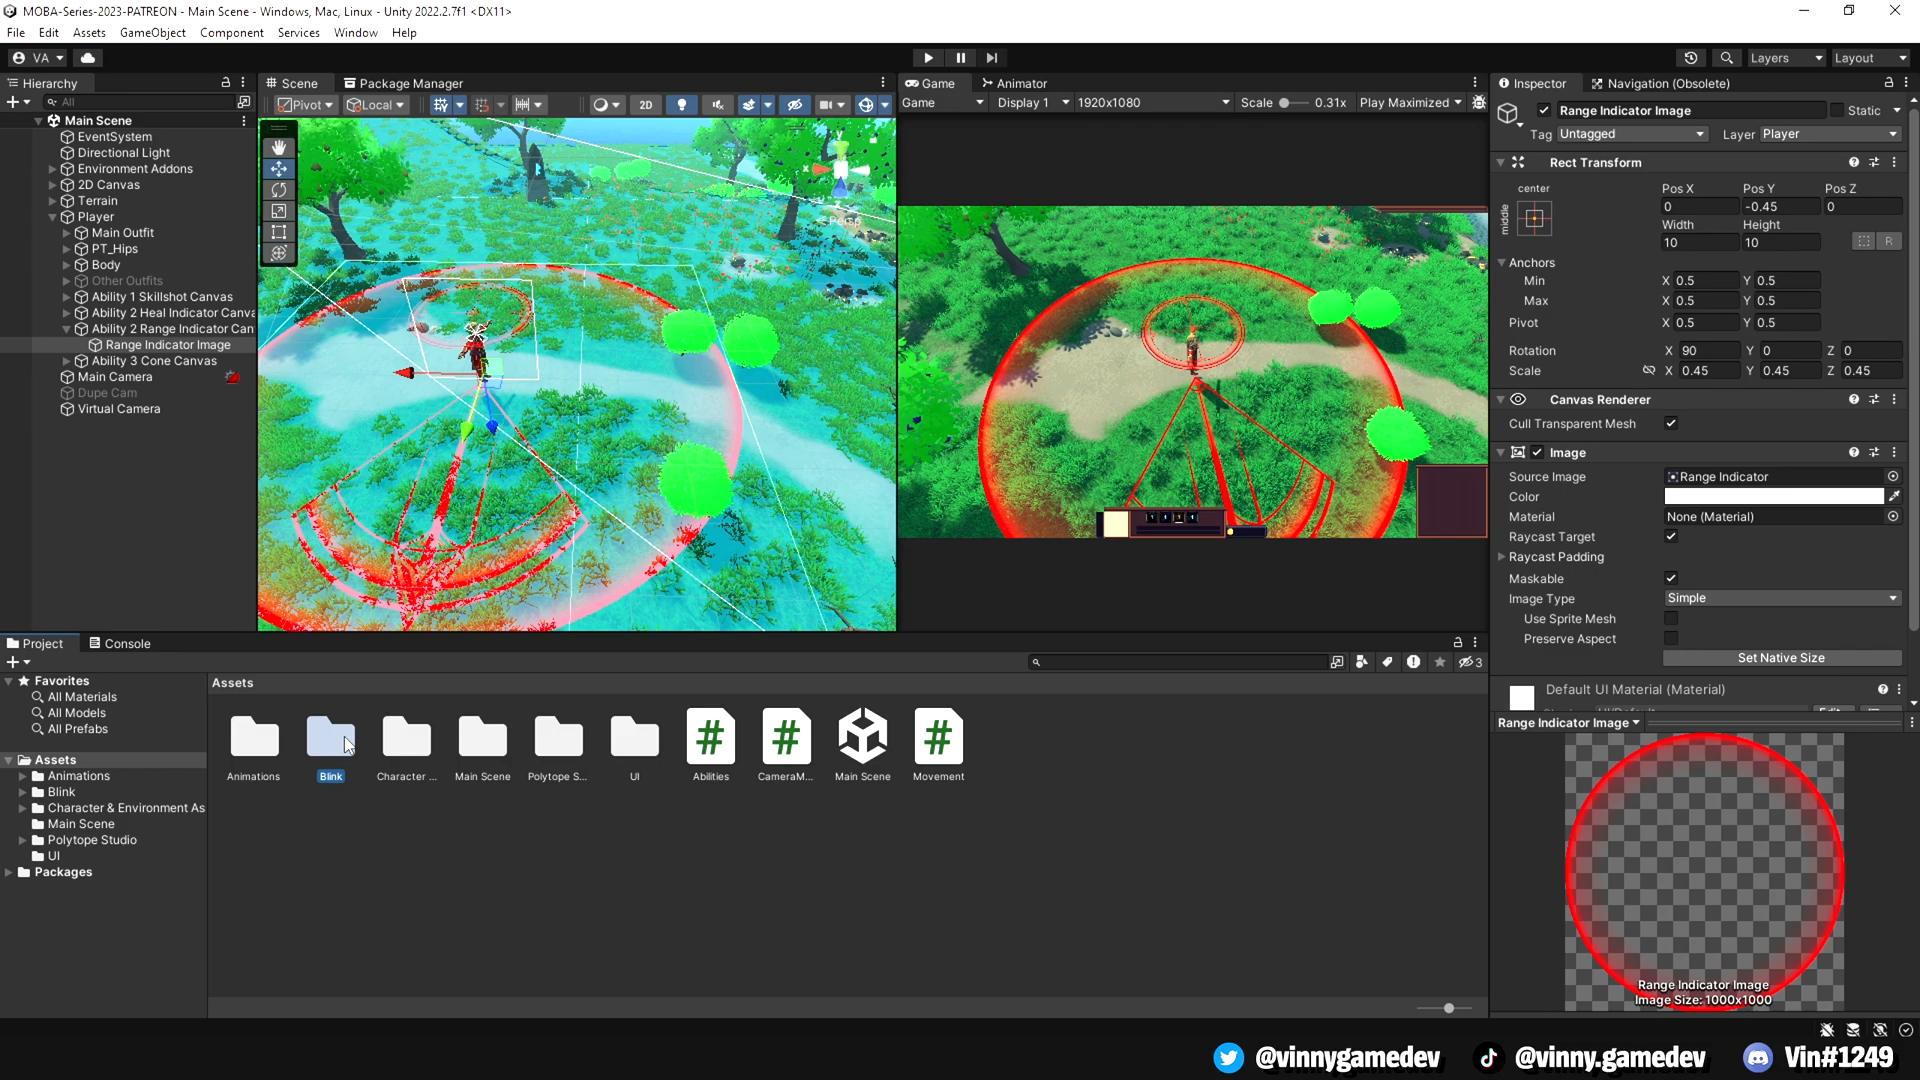 MOBA-Series-2023-PATREON - Main Scene - Windows, Mac, Linux - Unity 2022.2.7f1 <DX11>
File Edit Assets GameObject Component Services Window Help
VA Layers Layout
Hierarchy
All
Main Scene
EventSystem
Directional Light
Environment Addons
2D Canvas
Terrain
Player
Main Outfit
PT_Hips
Body
Other Outfits
Ability 1 Skillshot Canvas
Ability 2 Heal Indicator Canva
Ability 2 Range Indicator Can
Range Indicator Image
Ability 3 Cone Canvas
Main Camera
Dupe Cam
Virtual Camera
Scene Package Manager
Pivot Local 2D
Y
X
Z
Persp
Game Animator
Game Display 1 1920x1080 Scale 0.31x Play Maximized
Inspector Navigation (Obsolete)
Range Indicator Image Static
Tag Untagged Layer Player
Rect Transform
center
middle
Pos X Pos Y Pos Z
0 -0.45 0
Width Height
10 10
R
Anchors
Min X 0.5 Y 0.5
Max X 0.5 Y 0.5
Pivot X 0.5 Y 0.5
Rotation X 90 Y 0 Z 0
Scale X 0.45 Y 0.45 Z 0.45
Canvas Renderer
Cull Transparent Mesh
Image
Source Image Range Indicator
Color
Material None (Material)
Raycast Target
Raycast Padding
Maskable
Image Type Simple
Use Sprite Mesh
Preserve Aspect
Set Native Size
Default UI Material (Material)
Range Indicator Image
Range Indicator Image
Image Size: 1000x1000
Project Console
3
Favorites
All Materials
All Models
All Prefabs
Assets
Animations
Blink
Character & Environment As
Main Scene
Polytope Studio
UI
Packages
Assets
Animations Blink Character ... Main Scene Polytope S... UI Abilities CameraM... Main Scene Movement
@vinnygamedev @vinny.gamedev Vin#1249